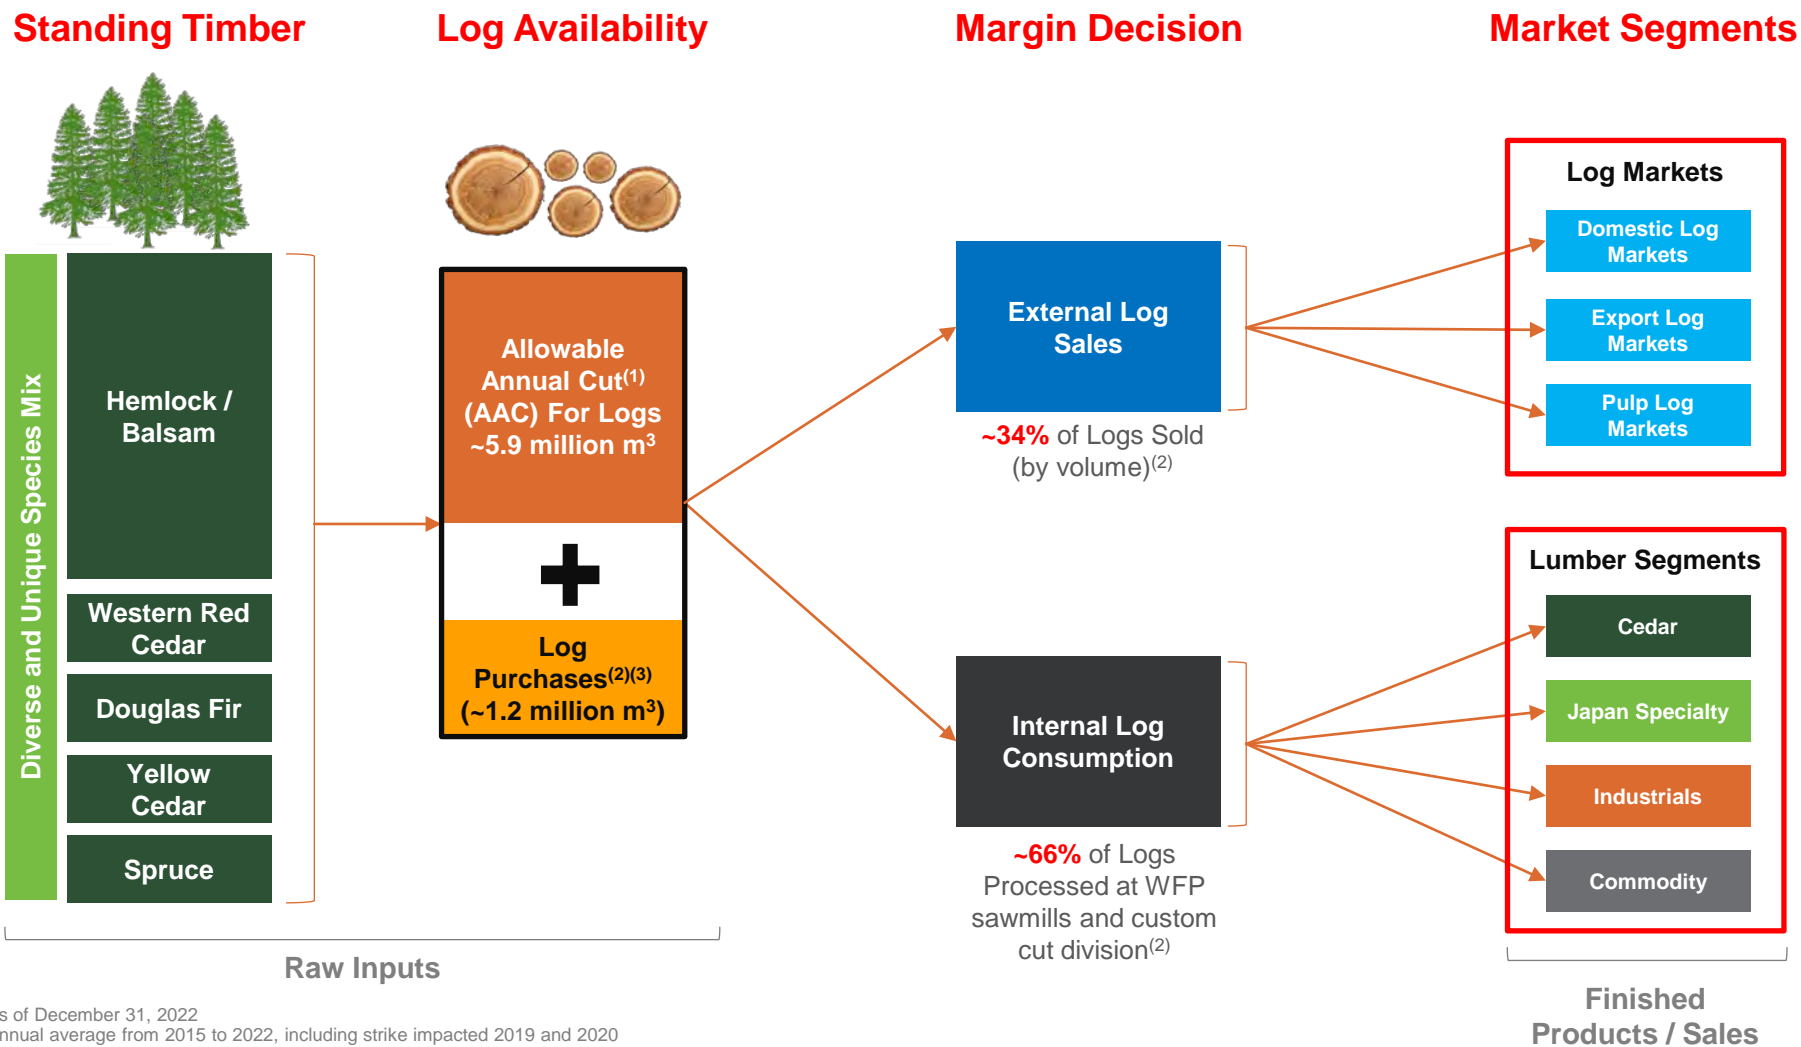 Standing Timber
Log Availability
Margin Decision
Market Segments
Diverse and Unique Species Mix
Hemlock /
Balsam
Western Red
Cedar
Douglas Fir
Yellow
Cedar
Spruce
Allowable
Annual Cut(1)
(AAC) For Logs
~5.9 million m3
Log
Purchases(2)(3)
(~1.2 million m3)
Raw Inputs
External Log
Sales
~34% of Logs Sold
(by volume)(2)
Internal Log
Consumption
~66% of Logs
Processed at WFP
sawmills and custom
cut division(2)
Log Markets
Domestic Log
Markets
Export Log
Markets
Pulp Log
Markets
Lumber Segments
Cedar
Japan Specialty
Industrials
Commodity
Finished
Products / Sales
s of December 31, 2022
nnual average from 2015 to 2022, including strike impacted 2019 and 2020